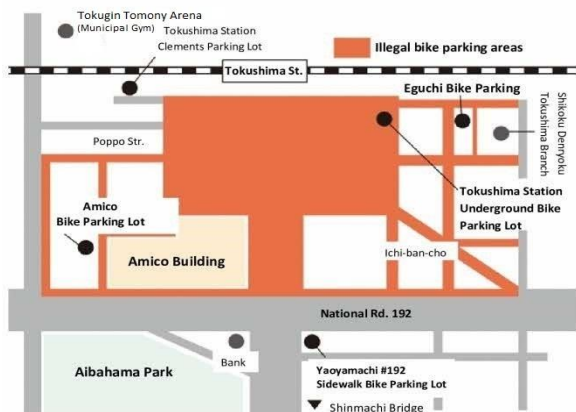 Tokugin Tomony Arena
(Municipal Gym)
Tokushima Station
Clements Parking Lot
Illegal bike parking areas
Tokushima St.
Eguchi Bike Parking
Shikoku Denryoku
Tokushima Branch
Poppo Str.
Amico
Bike Parking Lot
Tokushima Station
Underground Bike
Parking Lot
Amico Building
Ichi-ban-cho
National Rd. 192
Bank
Aibahama Park
Yaoyamachi #192
Sidewalk Bike Parking Lot
Shinmachi Bridge